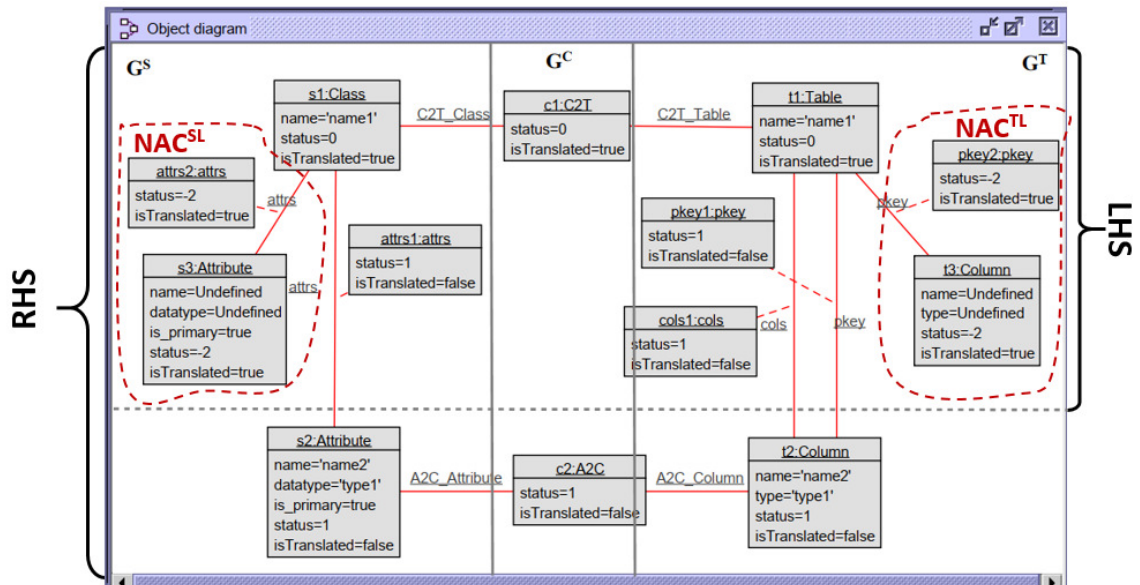 Object diagram
G^S
G^C
G^T
RHS
LHS
NAC^SL
NAC^TL
s1:Class
name='name1'
status=0
isTranslated=true
C2T_Class
c1:C2T
status=0
isTranslated=true
C2T_Table
t1:Table
name='name1'
status=0
isTranslated=true
attrs2:attrs
status=-2
isTranslated=true
attrs
pkey2:pkey
status=-2
isTranslated=true
pkey
attrs1:attrs
status=1
isTranslated=false
attrs
pkey1:pkey
status=1
isTranslated=false
s3:Attribute
name=Undefined
datatype=Undefined
is_primary=true
status=-2
isTranslated=true
t3:Column
name=Undefined
type=Undefined
status=-2
isTranslated=true
cols1:cols
status=1
isTranslated=false
cols
pkey
s2:Attribute
name='name2'
datatype='type1'
is_primary=true
status=1
isTranslated=false
A2C_Attribute
c2:A2C
status=1
isTranslated=false
A2C_Column
t2:Column
name='name2'
type='type1'
status=1
isTranslated=false